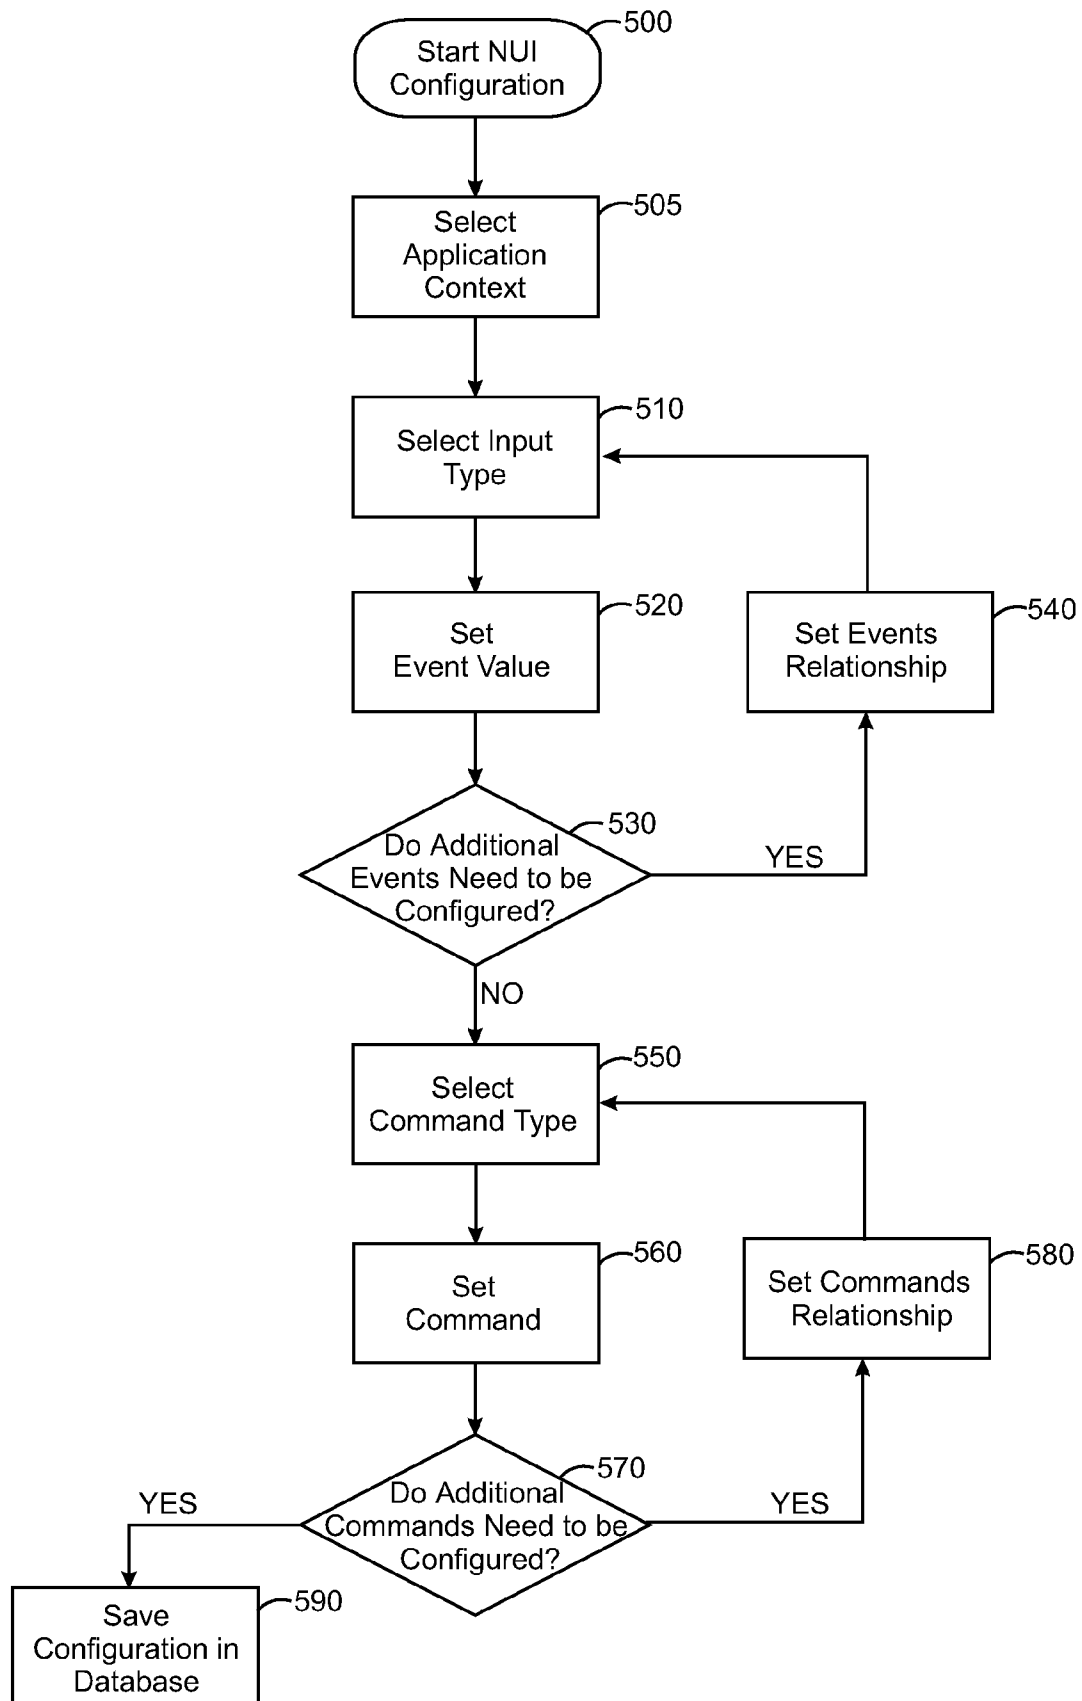 500
Start NUI
Configuration
505
Select
Application
Context
510
Select Input
Type
520
Set
Event Value
540
Set Events
Relationship
530
Do Additional
Events Need to be
Configured?
YES
NO
550
Select
Command Type
560
Set
Command
580
Set Commands
Relationship
570
Do Additional
Commands Need to be
Configured?
YES
YES
590
Save
Configuration in
Database